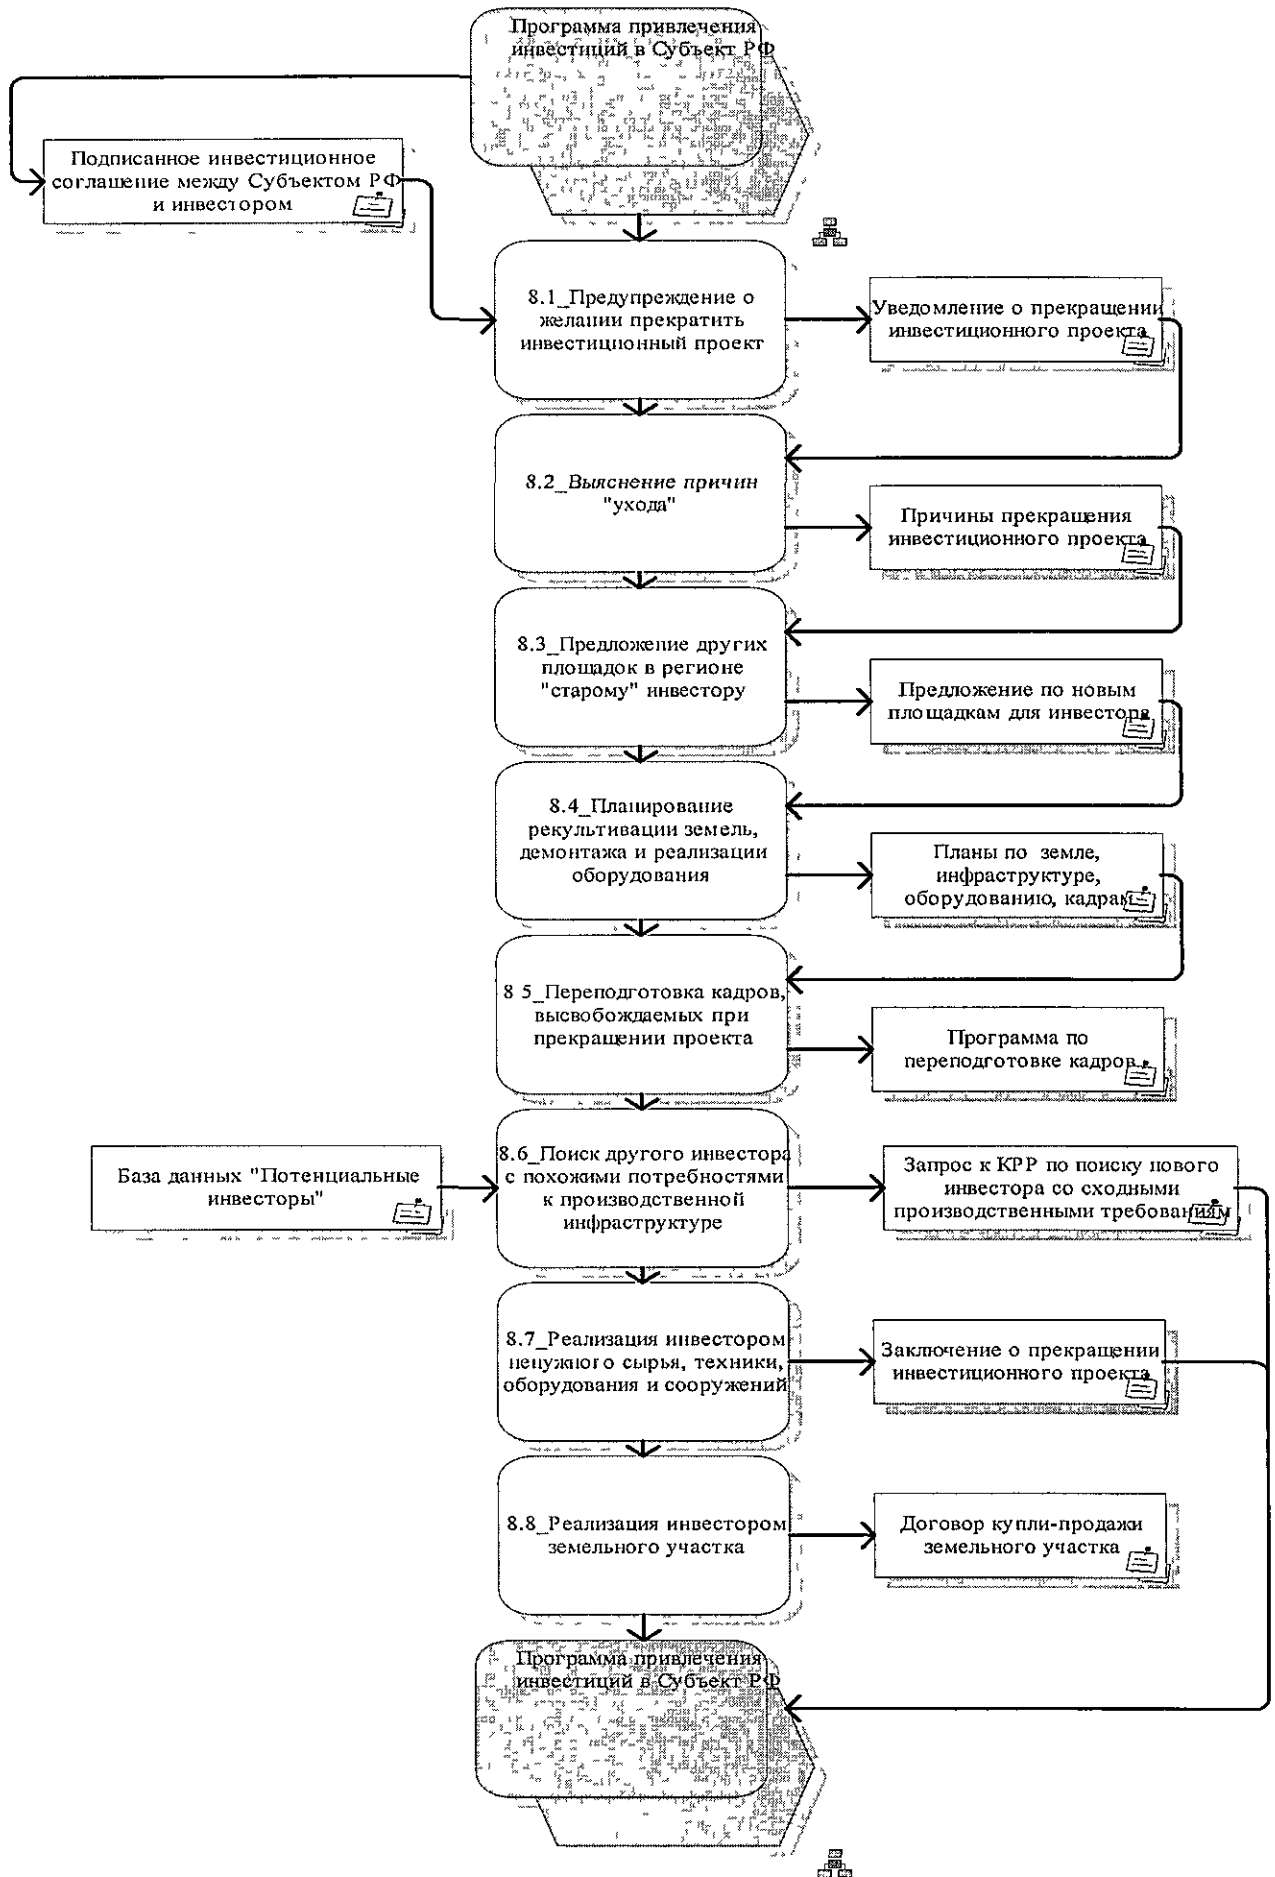 Программа привлечения
инвестиций в Субъект РФ
Подписанное инвестиционное
соглашение между Субъектом РФ
и инвестором
8.1_Предупреждение о
желании прекратить
инвестиционный проект
Уведомление о прекращении
инвестиционного проекта
8.2_Выяснение причин
"ухода"
Причины прекращения
инвестиционного проекта
8.3_Предложение других
площадок в регионе
"старому" инвестору
Предложение по новым
площадкам для инвестора
8.4_Планирование
рекультивации земель,
демонтажа и реализации
оборудования
Планы по земле,
инфраструктуре,
оборудованию, кадрам
8 5_Переподготовка кадров,
высвобождаемых при
прекращении проекта
Программа по
переподготовке кадров
База данных "Потенциальные
инвесторы"
8.6_Поиск другого инвестора
с похожими потребностями
к производственной
инфраструктуре
Запрос к КРР по поиску нового
инвестора со сходными
производственными требованиям
8.7_Реализация инвестором
ненужного сырья, техники,
оборудования и сооружений
Заключение о прекращении
инвестиционного проекта
8.8_Реализация инвестором
земельного участка
Договор купли-продажи
земельного участка
Программа привлечения
инвестиций в Субъект РФ